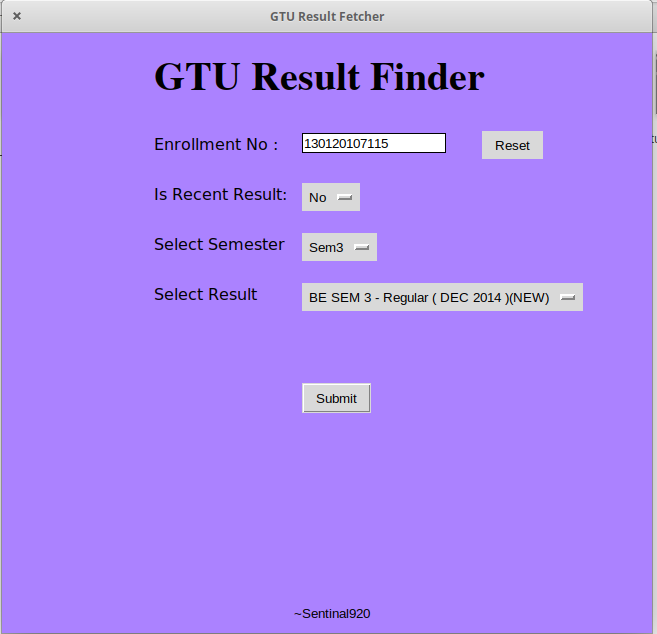 GTU Result Fetcher
GTU Result Finder
Enrollment No : 130120107115 Reset
Is Recent Result: No
Select Semester Sem3
Select Result BE SEM 3 - Regular ( DEC 2014 )(NEW)
Submit
~Sentinal920